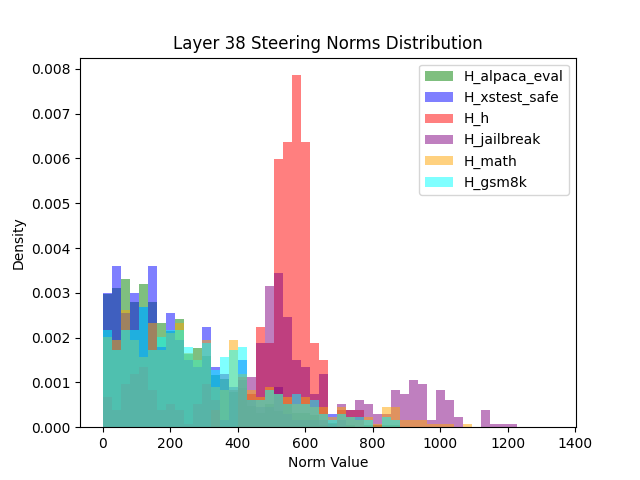 Layer 38 Steering Norms Distribution
H_alpaca_eval
H_xstest_safe
H_h
H_jailbreak
H_math
H_gsm8k
0.008
0.007
0.006
0.005
0.004
0.003
0.002
0.001
0.000
Density
0 200 400 600 800 1000 1200 1400
Norm Value